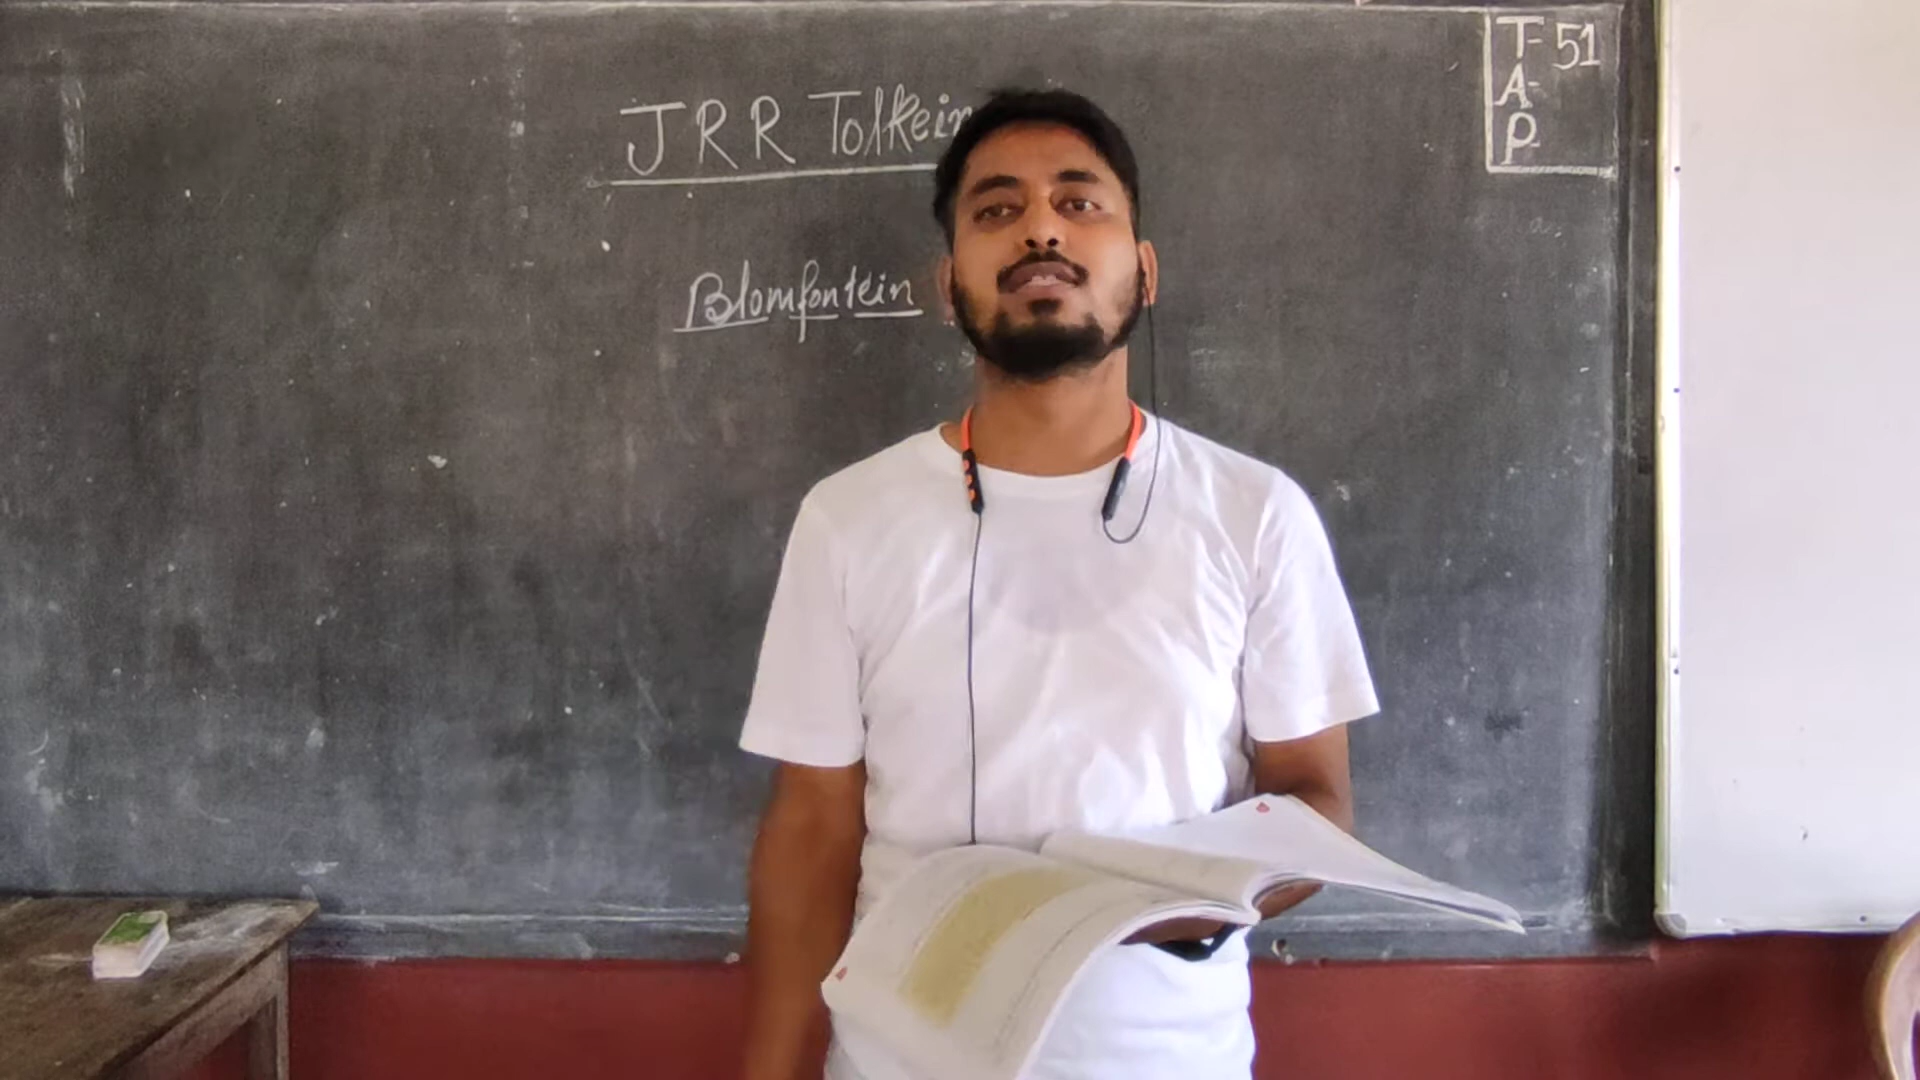 JRR Tolkein
Blomfontein
T- 51
A-
P-